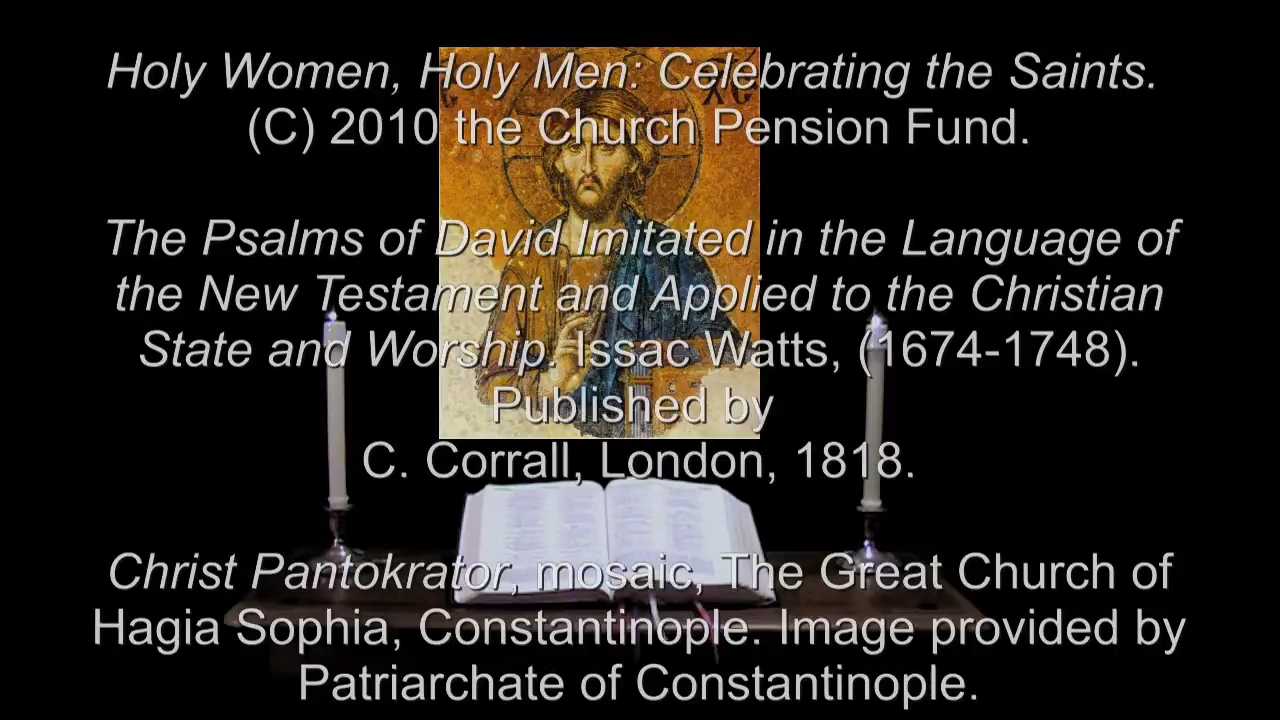 Holy Women, Holy Men: Celebrating the Saints.
(C) 2010 the Church Pension Fund.
The Psalms of David Imitated in the Language of
the New Testament and Applied to the Christian
State and Worship. Issac Watts, (1674-1748).
Published by
C. Corrall, London, 1818.
Christ Pantokrator, mosaic, The Great Church of
Hagia Sophia, Constantinople. Image provided by
Patriarchate of Constantinople.